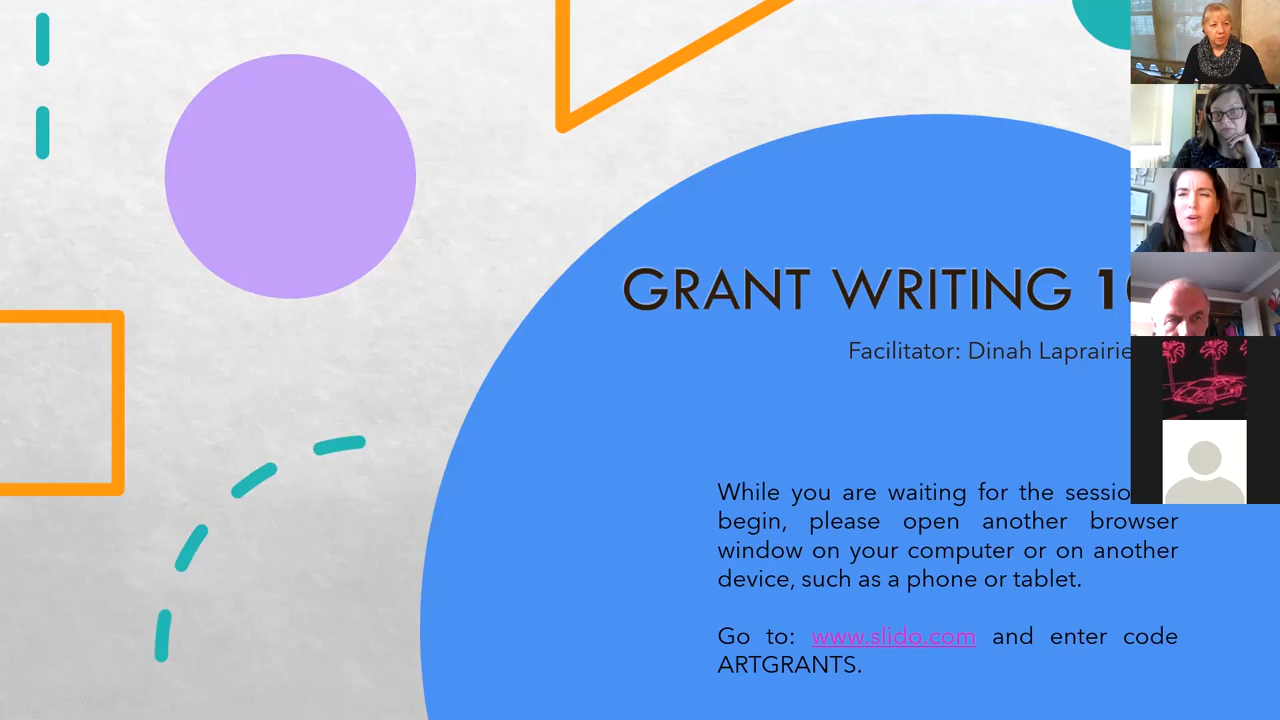 GRANT WRITING
Facilitator: Dinah Laprairie
While you are waiting for the
begin, please open another browser
window on your computer or on another
device, such as a phone or tablet.
Go to: www.slido.com and enter code
ARTGRANTS.